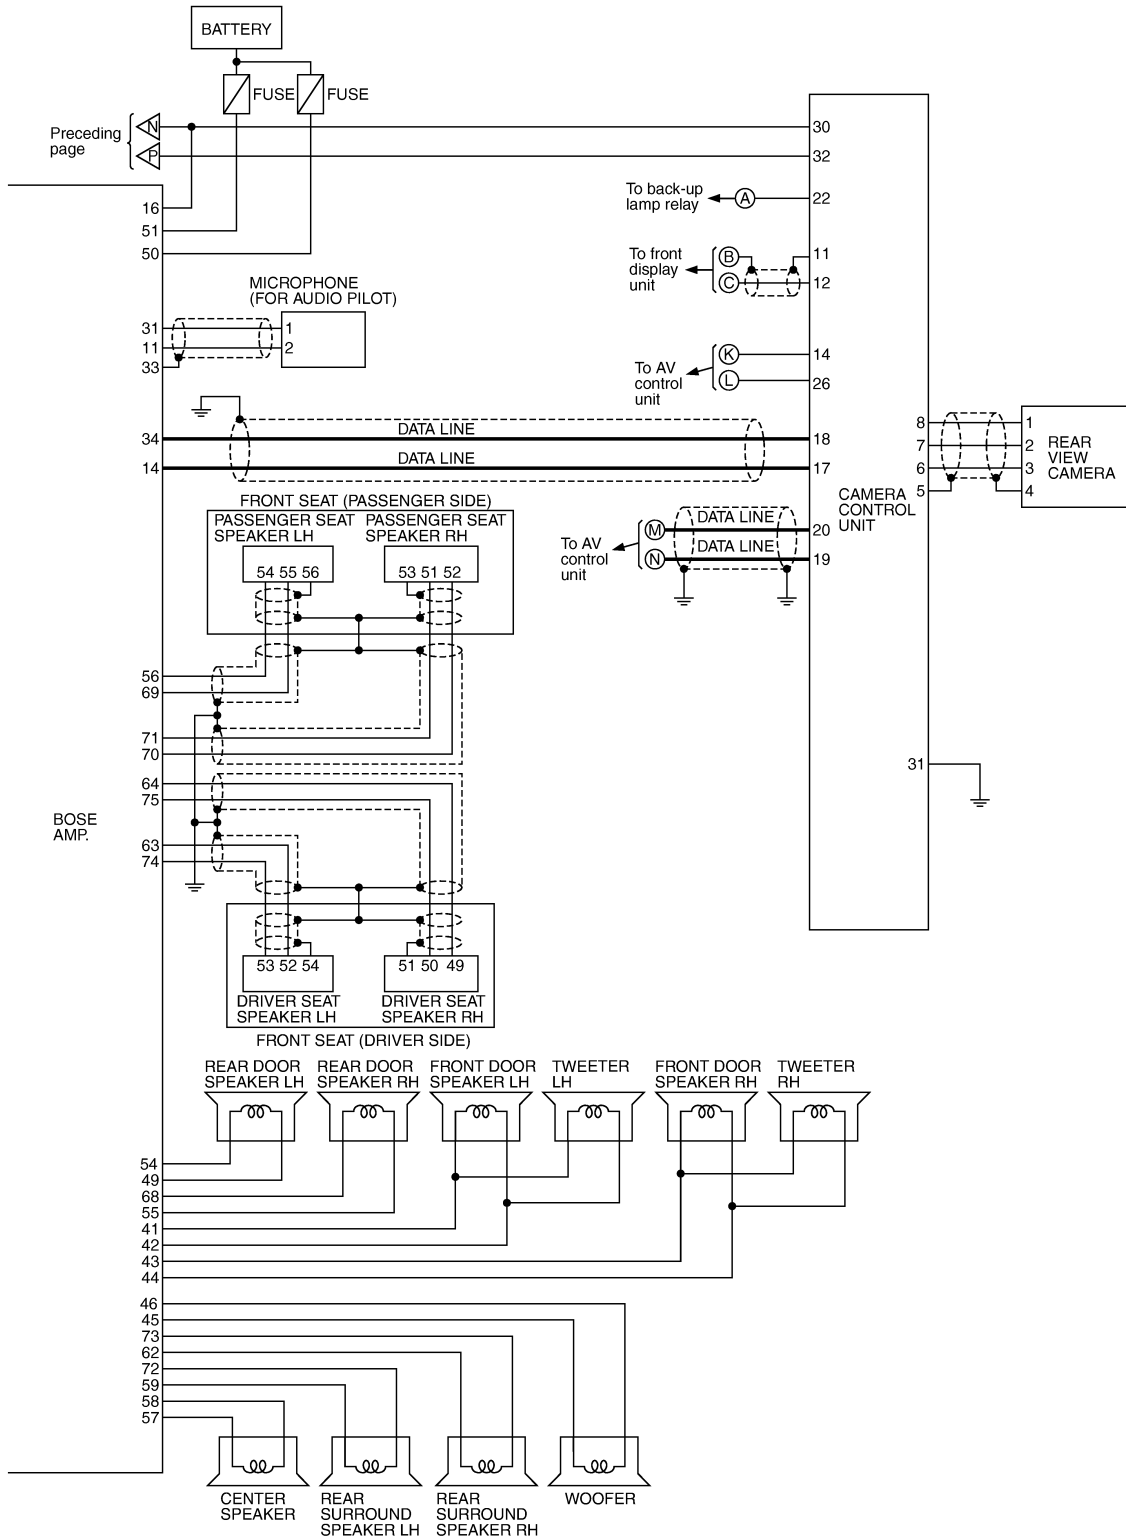 BATTERY
FUSE
FUSE
Preceding
page
N
P
30
32
To back-up
lamp relay
A
22
16
51
50
To front
display
unit
B
C
11
12
MICROPHONE
(FOR AUDIO PILOT)
31
11
33
1
2
To AV
control
unit
K
L
14
26
34
14
DATA LINE
DATA LINE
18
17
8
7
6
5
1
2
3
4
REAR
VIEW
CAMERA
CAMERA
CONTROL
UNIT
To AV
control
unit
M
N
DATA LINE
DATA LINE
20
19
31
FRONT SEAT (PASSENGER SIDE)
PASSENGER SEAT
SPEAKER LH
PASSENGER SEAT
SPEAKER RH
54 55 56
53 51 52
56
69
71
70
64
75
BOSE
AMP.
63
74
53 52 54
51 50 49
DRIVER SEAT
SPEAKER LH
DRIVER SEAT
SPEAKER RH
FRONT SEAT (DRIVER SIDE)
REAR DOOR
SPEAKER LH
REAR DOOR
SPEAKER RH
FRONT DOOR
SPEAKER LH
TWEETER
LH
FRONT DOOR
SPEAKER RH
TWEETER
RH
54
49
68
55
41
42
43
44
46
45
73
62
72
59
58
57
CENTER
SPEAKER
REAR
SURROUND
SPEAKER LH
REAR
SURROUND
SPEAKER RH
WOOFER